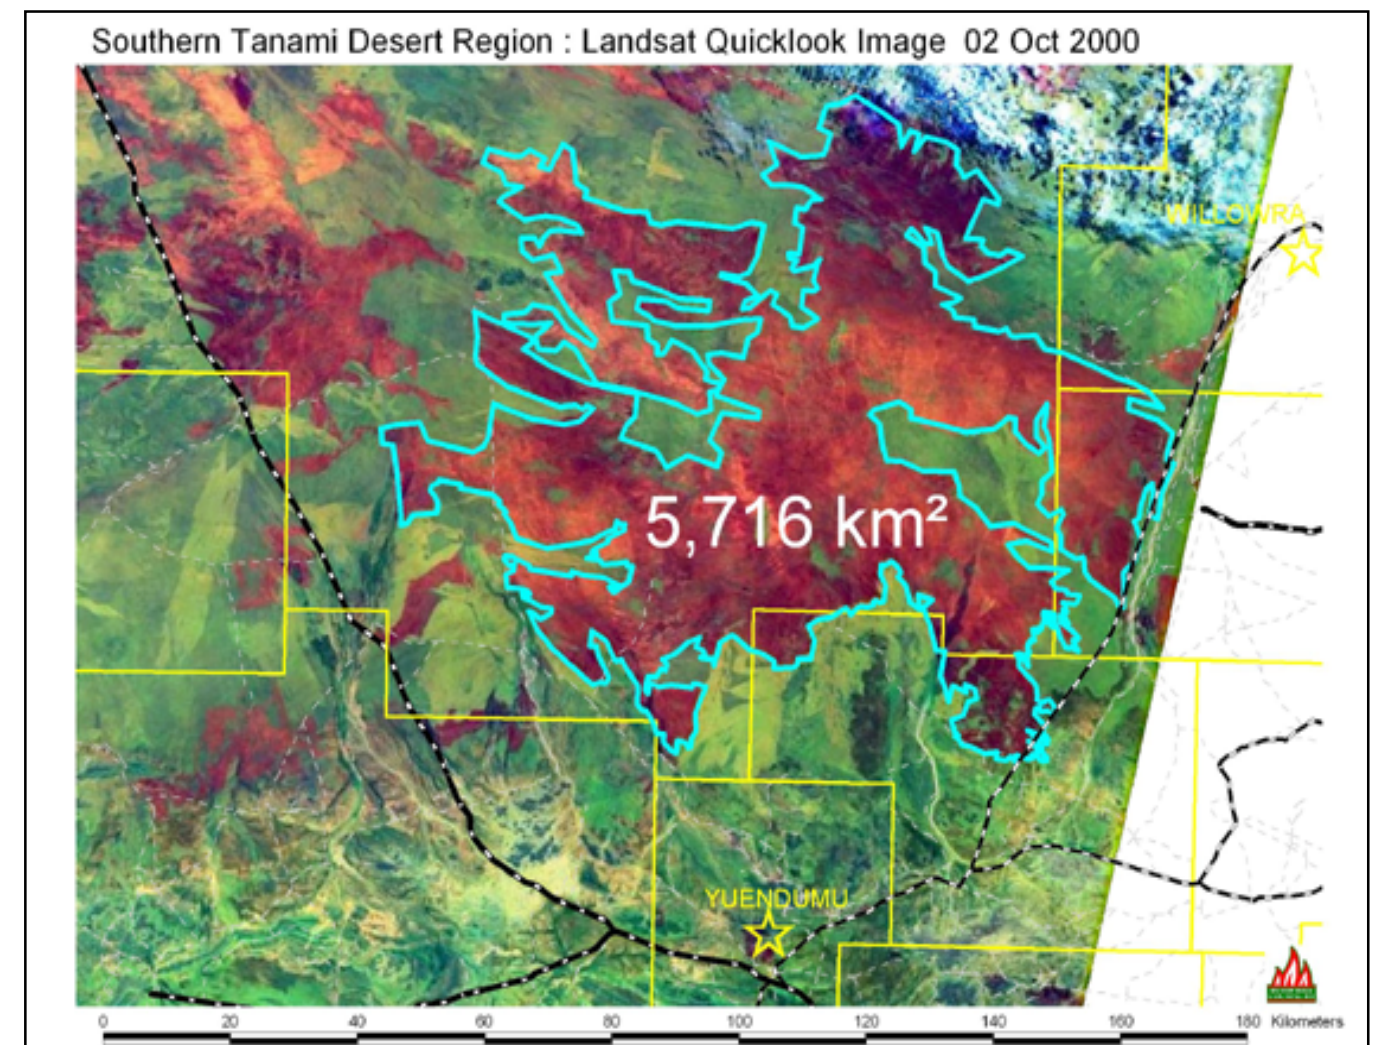 Southern Tanami Desert Region : Landsat Quicklook Image 02 Oct 2000
WILLOWRA
5,716 km²
YUENDUMU
0 20 40 60 80 100 120 140 160 180 Kilometers